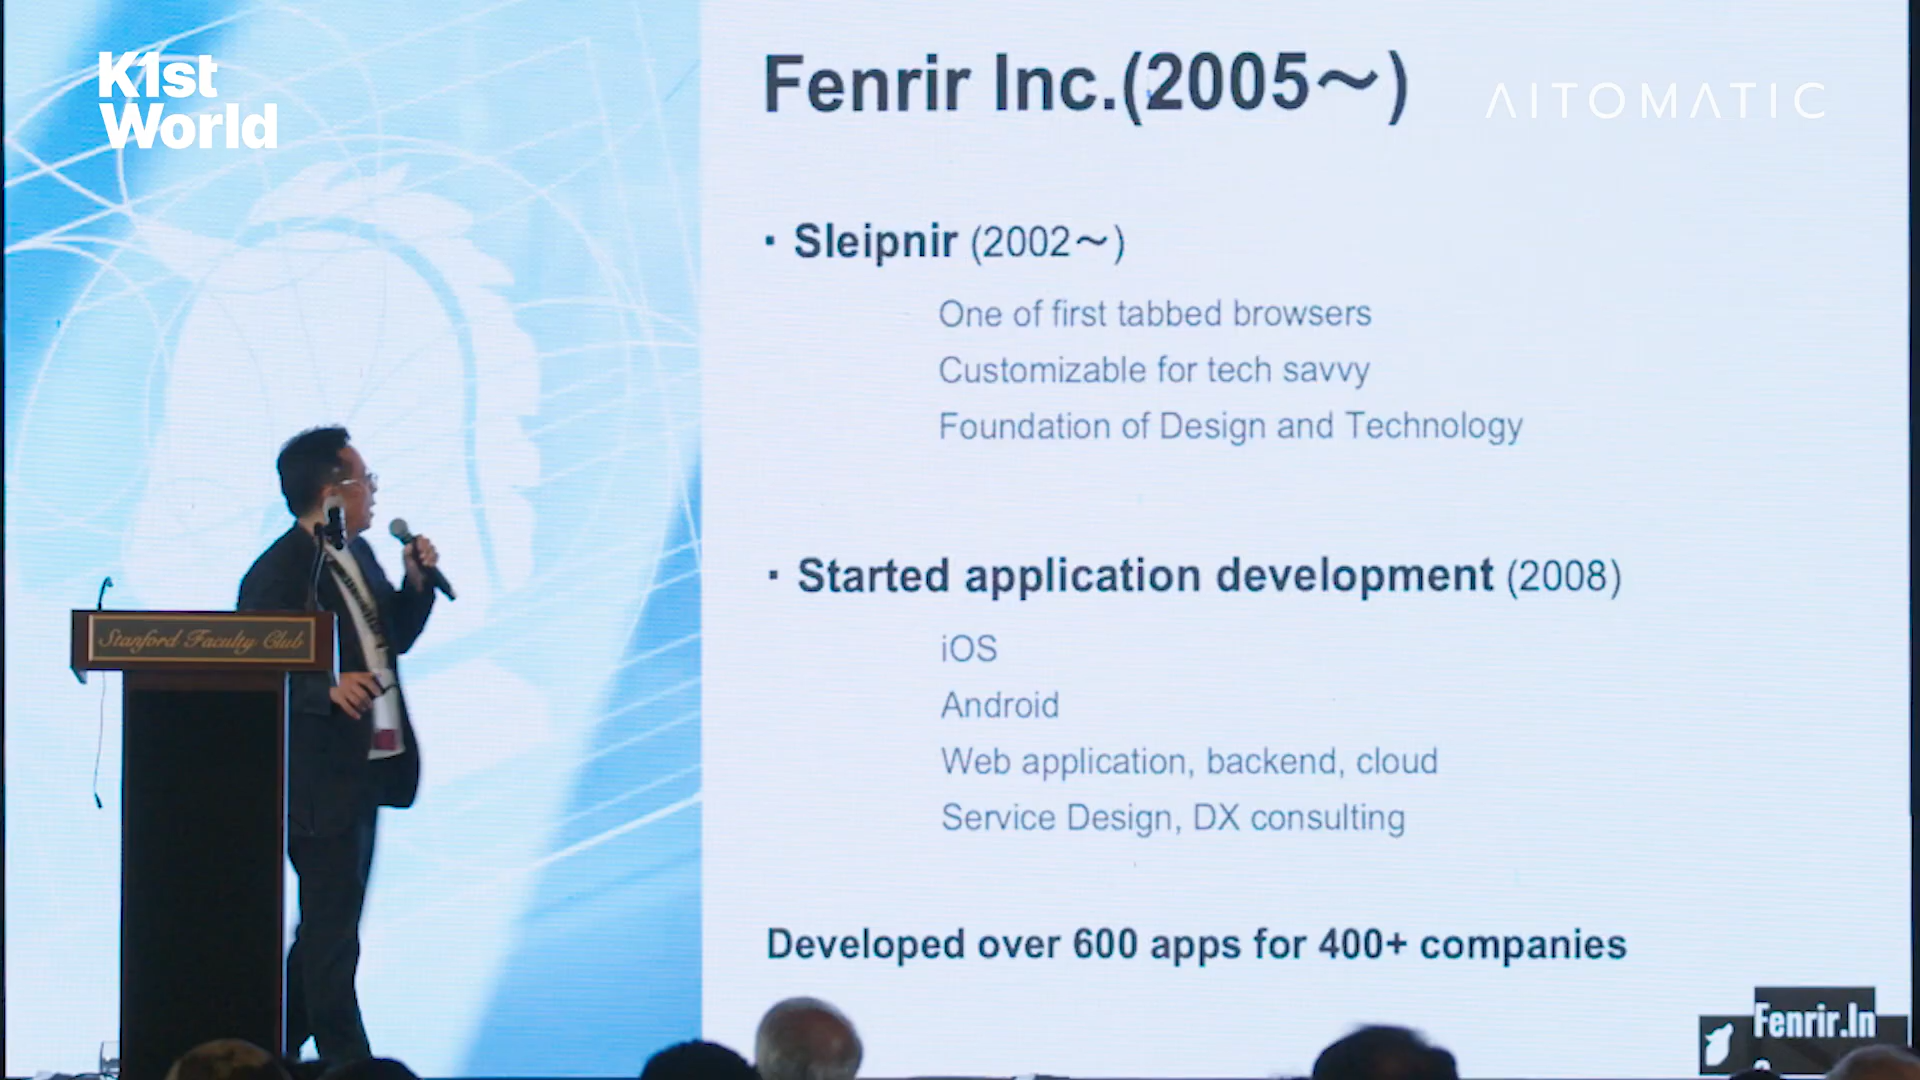 K1st
World
Fenrir Inc.(2005〜)
AITOMATIC
· Sleipnir (2002〜)
One of first tabbed browsers
Customizable for tech savvy
Foundation of Design and Technology
· Started application development (2008)
iOS
Android
Web application, backend, cloud
Service Design, DX consulting
Developed over 600 apps for 400+ companies
Stanford Faculty Club
Fenrir.In